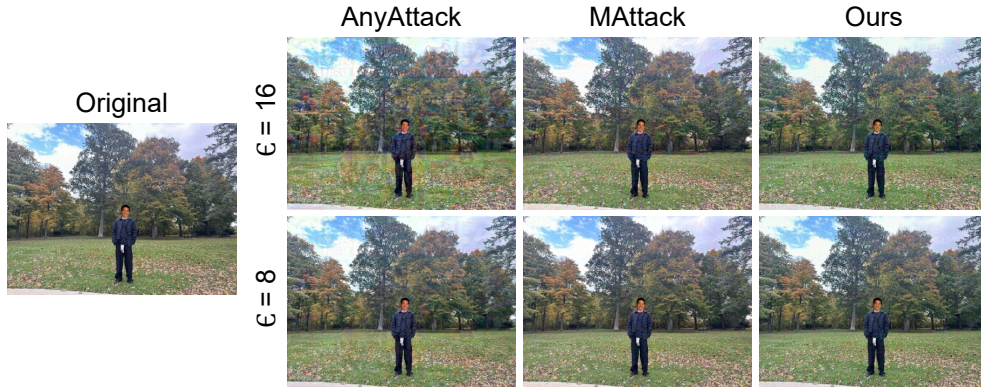 AnyAttack MAttack Ours
Original
ϵ = 16
ϵ = 8